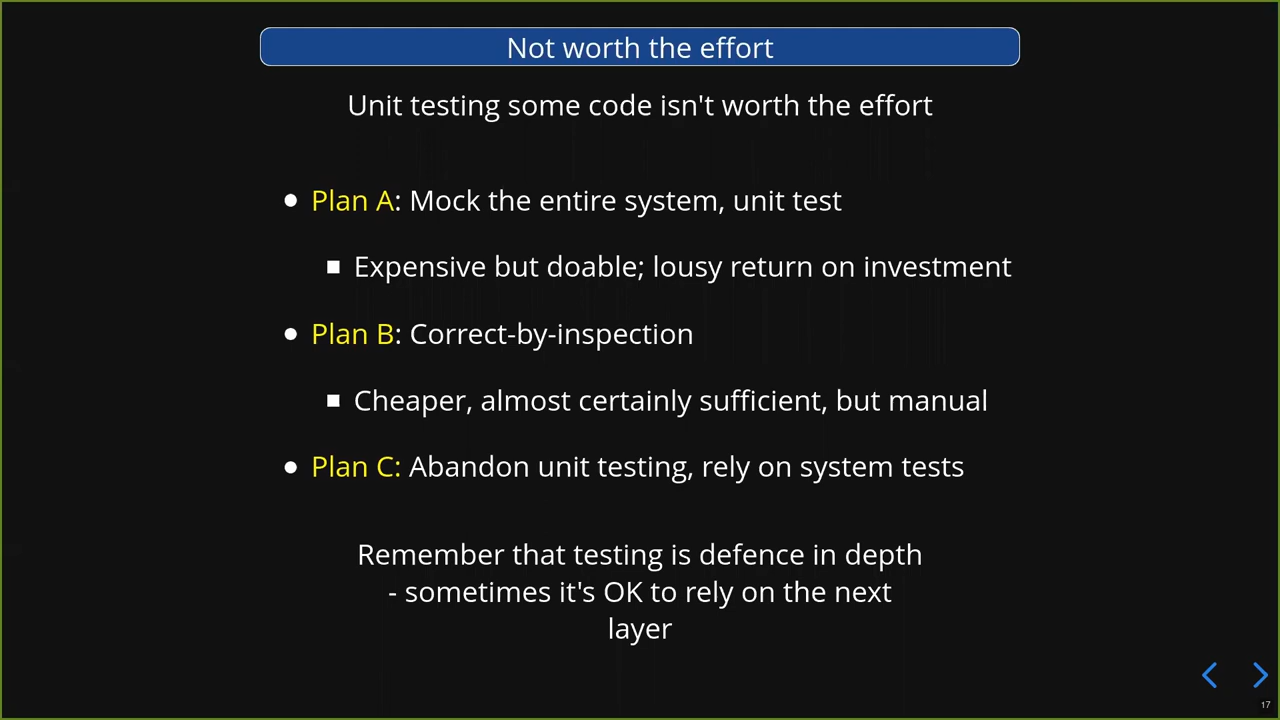 Not worth the effort
Unit testing some code isn't worth the effort
Plan A: Mock the entire system, unit test
Expensive but doable; lousy return on investment
Plan B: Correct-by-inspection
Cheaper, almost certainly sufficient, but manual
Plan C: Abandon unit testing, rely on system tests
Remember that testing is defence in depth
- sometimes it's OK to rely on the next
layer
17